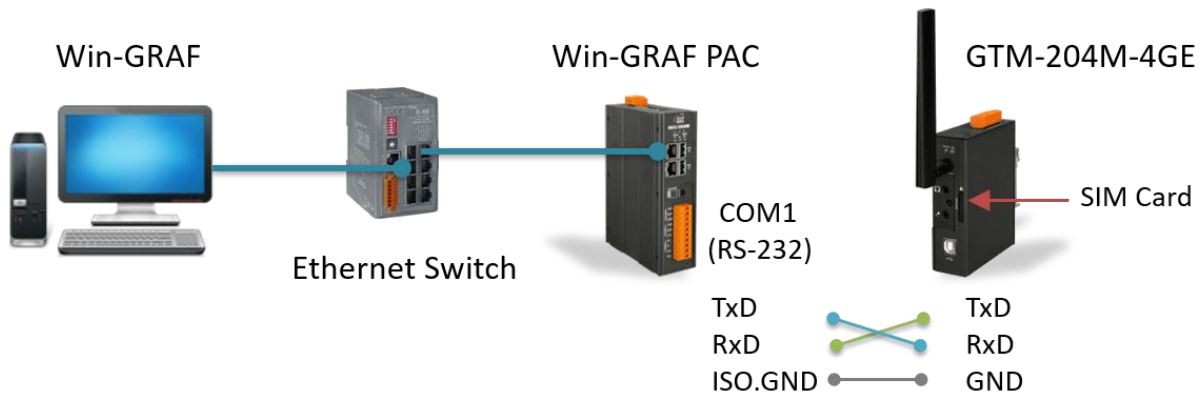 Win-GRAF
Win-GRAF PAC
GTM-204M-4GE
SIM Card
COM1
(RS-232)
Ethernet Switch
TxD
TxD
RxD
RxD
ISO.GND
GND